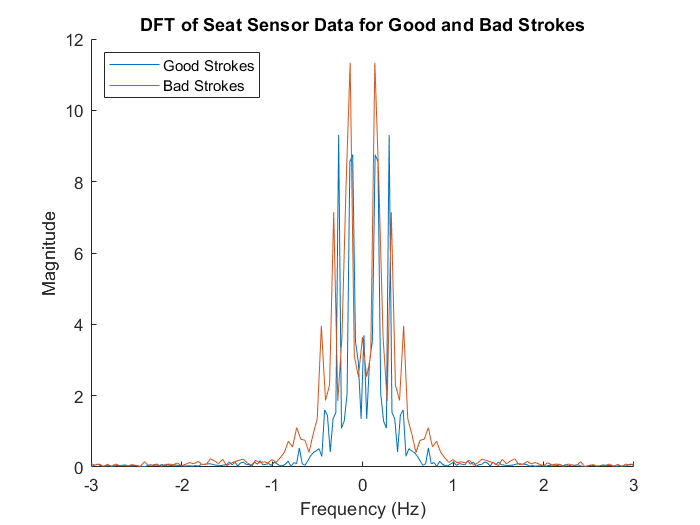 DFT of Seat Sensor Data for Good and Bad Strokes
12
Good Strokes
Bad Strokes
10
8
6
4
2
0
Magnitude
-3 -2 -1 0 1 2 3
Frequency (Hz)